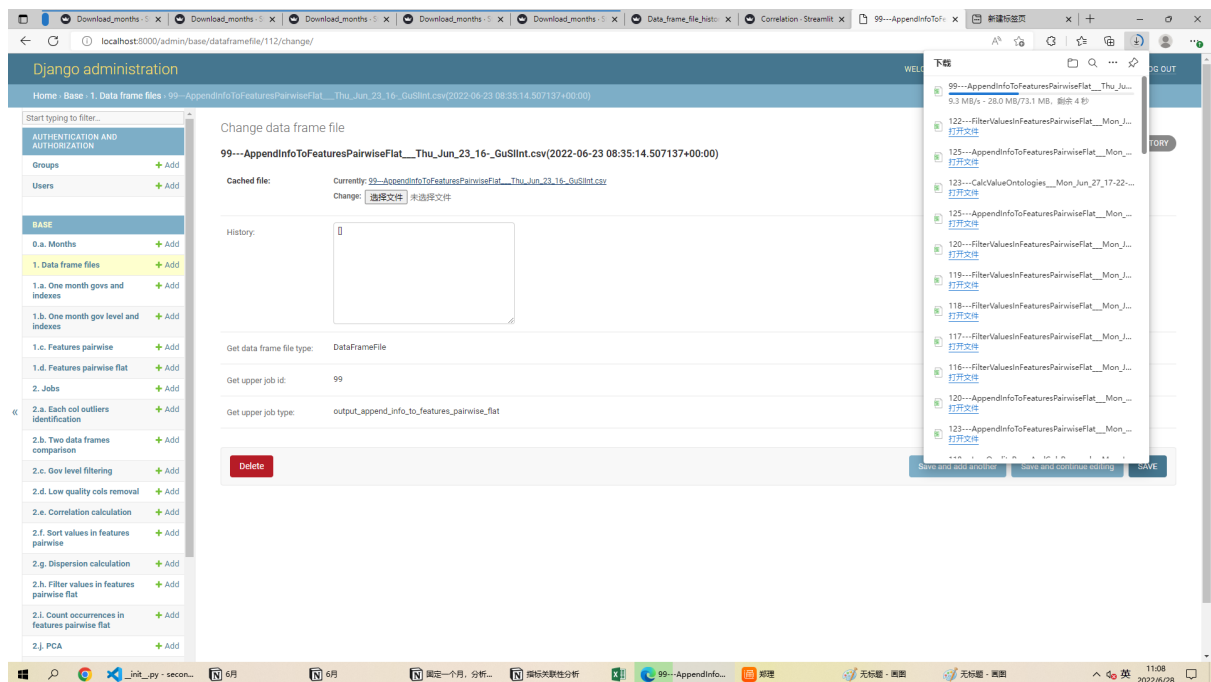 Download_months - S
Download_months - S
Download_months - S
Download_months - S
Download_months - S
Data_frame_file_histo
Correlation - Streamlit
99---AppendInfoToFe
新建标签页
localhost:8000/admin/base/dataframefile/112/change/
Django administration
WELC
OG OUT
Home › Base › 1. Data frame files › 99---AppendInfoToFeaturesPairwiseFlat___Thu_Jun_23_16-_GuSlInt.csv(2022-06-23 08:35:14.507137+00:00)
Start typing to filter...
AUTHENTICATION AND
AUTHORIZATION
Groups + Add
Users + Add
BASE
0.a. Months + Add
1. Data frame files + Add
1.a. One month govs and
indexes
+ Add
1.b. One month gov level and
indexes
+ Add
1.c. Features pairwise + Add
1.d. Features pairwise flat + Add
2. Jobs + Add
2.a. Each col outliers
identification
+ Add
2.b. Two data frames
comparison
+ Add
2.c. Gov level filtering + Add
2.d. Low quality cols removal + Add
2.e. Correlation calculation + Add
2.f. Sort values in features
pairwise
+ Add
2.g. Dispersion calculation + Add
2.h. Filter values in features
pairwise flat
+ Add
2.i. Count occurrences in
features pairwise flat
+ Add
2.j. PCA + Add
«
Change data frame file
TORY
99---AppendInfoToFeaturesPairwiseFlat___Thu_Jun_23_16-_GuSlInt.csv(2022-06-23 08:35:14.507137+00:00)
Cached file:
Currently: 99---AppendInfoToFeaturesPairwiseFlat___Thu_Jun_23_16-_GuSlInt.csv
Change: 选择文件 未选择文件
History:
[]
Get data frame file type: DataFrameFile
Get upper job id: 99
Get upper job type: output_append_info_to_features_pairwise_flat
Delete
Save and add another
Save and continue editing
SAVE
下载
99---AppendInfoToFeaturesPairwiseFlat___Thu_Ju...
9.3 MB/s - 28.0 MB/73.1 MB, 剩余 4 秒
122---FilterValuesInFeaturesPairwiseFlat___Mon_J...
打开文件
125---AppendInfoToFeaturesPairwiseFlat___Mon_...
打开文件
123---CalcValueOntologies___Mon_Jun_27_17-22-...
打开文件
125---AppendInfoToFeaturesPairwiseFlat___Mon_...
打开文件
120---FilterValuesInFeaturesPairwiseFlat___Mon_J...
打开文件
119---FilterValuesInFeaturesPairwiseFlat___Mon_J...
打开文件
118---FilterValuesInFeaturesPairwiseFlat___Mon_J...
打开文件
117---FilterValuesInFeaturesPairwiseFlat___Mon_J...
打开文件
116---FilterValuesInFeaturesPairwiseFlat___Mon_J...
打开文件
120---AppendInfoToFeaturesPairwiseFlat___Mon_...
打开文件
123---AppendInfoToFeaturesPairwiseFlat___Mon_...
打开文件
_init_.py - secon...
6月
6月
固定一个月，分析...
指标关联性分析
99---AppendInfo...
郑理
无标题 - 画图
无标题 - 画图
英
11:08
2022/6/28